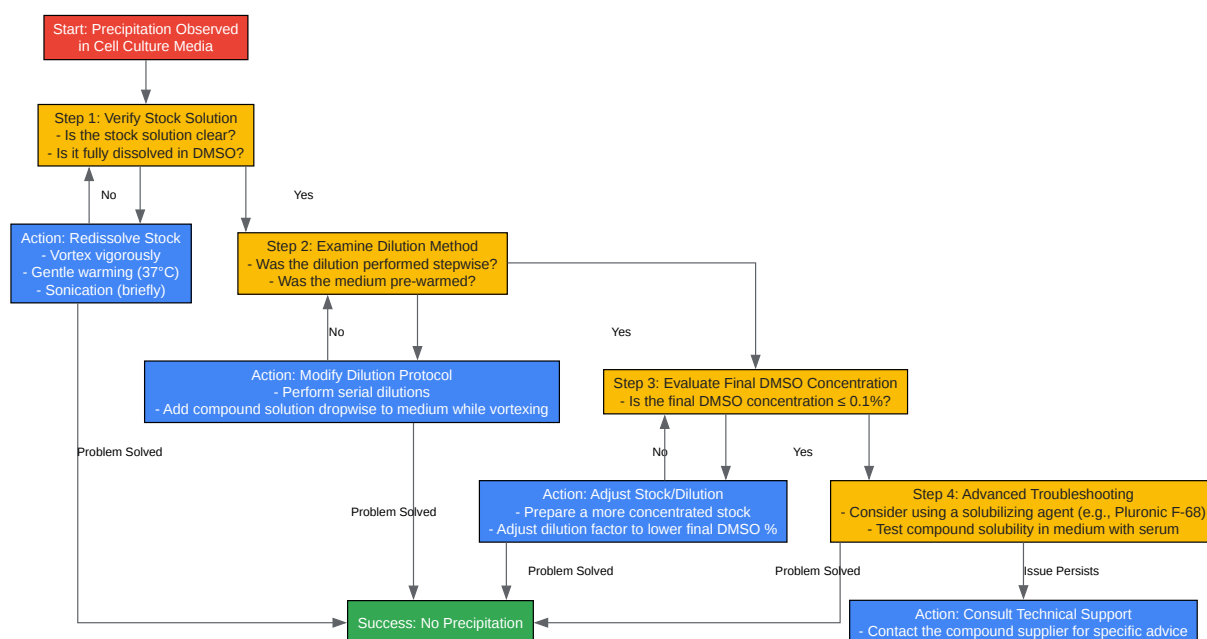 Start: Precipitation Observed
in Cell Culture Media
Step 1: Verify Stock Solution
- Is the stock solution clear?
- Is it fully dissolved in DMSO?
No
Yes
Action: Redissolve Stock
- Vortex vigorously
- Gentle warming (37°C)
- Sonication (briefly)
Step 2: Examine Dilution Method
- Was the dilution performed stepwise?
- Was the medium pre-warmed?
No
Yes
Action: Modify Dilution Protocol
- Perform serial dilutions
- Add compound solution dropwise to medium while vortexing
Step 3: Evaluate Final DMSO Concentration
- Is the final DMSO concentration ≤ 0.1%?
Problem Solved
No
Yes
Action: Adjust Stock/Dilution
- Prepare a more concentrated stock
- Adjust dilution factor to lower final DMSO %
Step 4: Advanced Troubleshooting
- Consider using a solubilizing agent (e.g., Pluronic F-68)
- Test compound solubility in medium with serum
Problem Solved
Problem Solved
Problem Solved
Issue Persists
Success: No Precipitation
Action: Consult Technical Support
- Contact the compound supplier for specific advice